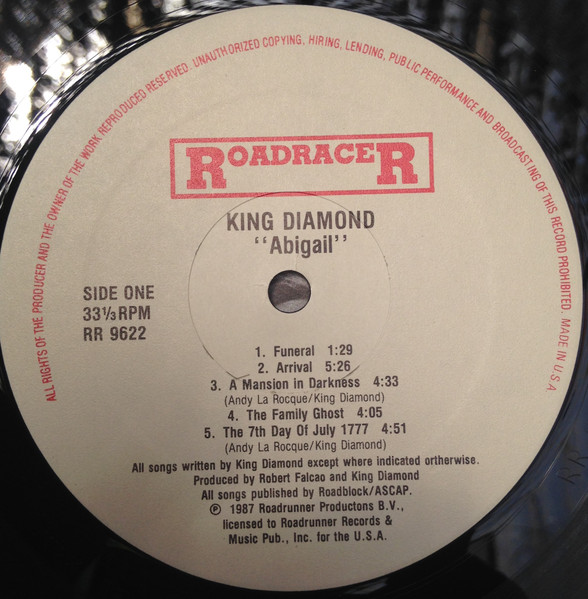 ALL RIGHTS OF THE PRODUCER AND THE OWNER OF THE WORK REPRODUCED RESERVED. UNAUTHORIZED COPYING, HIRING, LENDING, PUBLIC PERFORMANCE AND BROADCASTING OF THIS RECORD PROHIBITED. MADE IN U.S.A.
ROADRACER
KING DIAMOND
"Abigail"
SIDE ONE
33 1/3 RPM
RR 9622
1. Funeral 1:29
2. Arrival 5:26
3. A Mansion in Darkness 4:33
(Andy La Rocque/King Diamond)
4. The Family Ghost 4:05
5. The 7th Day Of July 1777 4:51
(Andy La Rocque/King Diamond)
All songs written by King Diamond except where indicated ortherwise.
Produced by Robert Falcao and King Diamond
All songs published by Roadblock/ASCAP.
℗ 1987 Roadrunner Productons B.V.,
licensed to Roadrunner Records &
Music Pub., Inc. for the U.S.A.